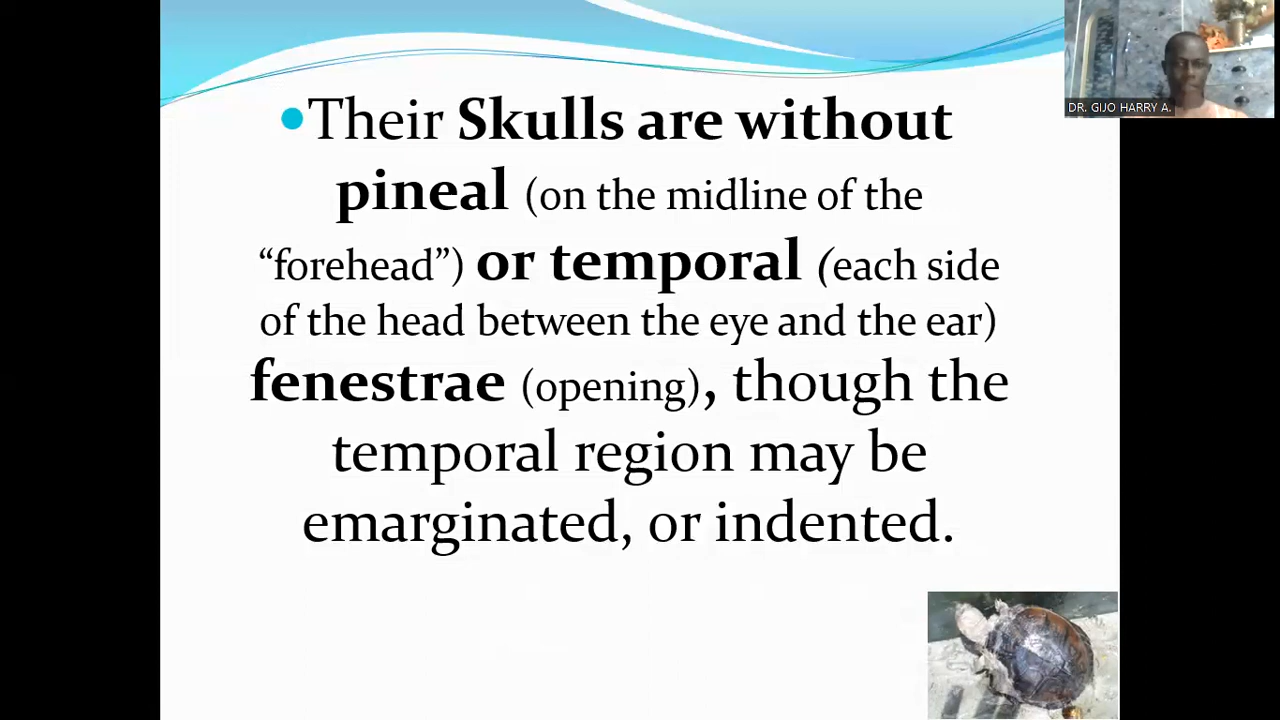 DR. GIJO HARRY A.
•Their Skulls are without
pineal (on the midline of the
“forehead”) or temporal (each side
of the head between the eye and the ear)
fenestrae (opening), though the
temporal region may be
emarginated, or indented.